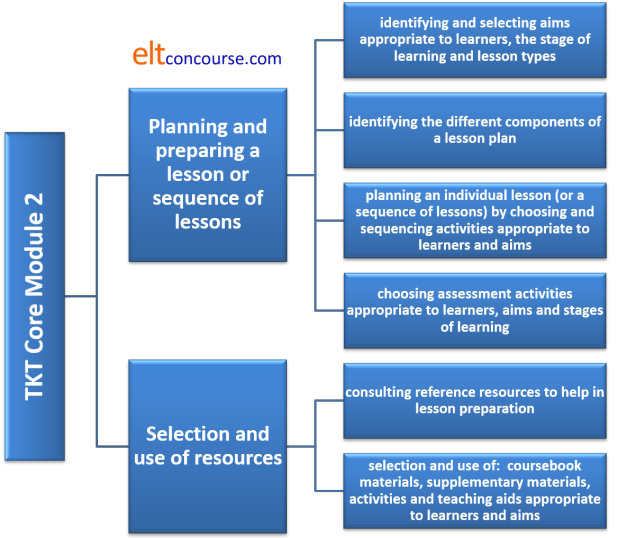 eltconcourse.com
TKT Core Module 2
Planning and
preparing a
lesson or
sequence of
lessons
identifying and selecting aims
appropriate to learners, the stage of
learning and lesson types
identifying the different components of
a lesson plan
planning an individual lesson (or a
sequence of lessons) by choosing and
sequencing activities appropriate to
learners and aims
choosing assessment activities
appropriate to learners, aims and stages
of learning
Selection and
use of resources
consulting reference resources to help in
lesson preparation
selection and use of: coursebook
materials, supplementary materials,
activities and teaching aids appropriate
to learners and aims